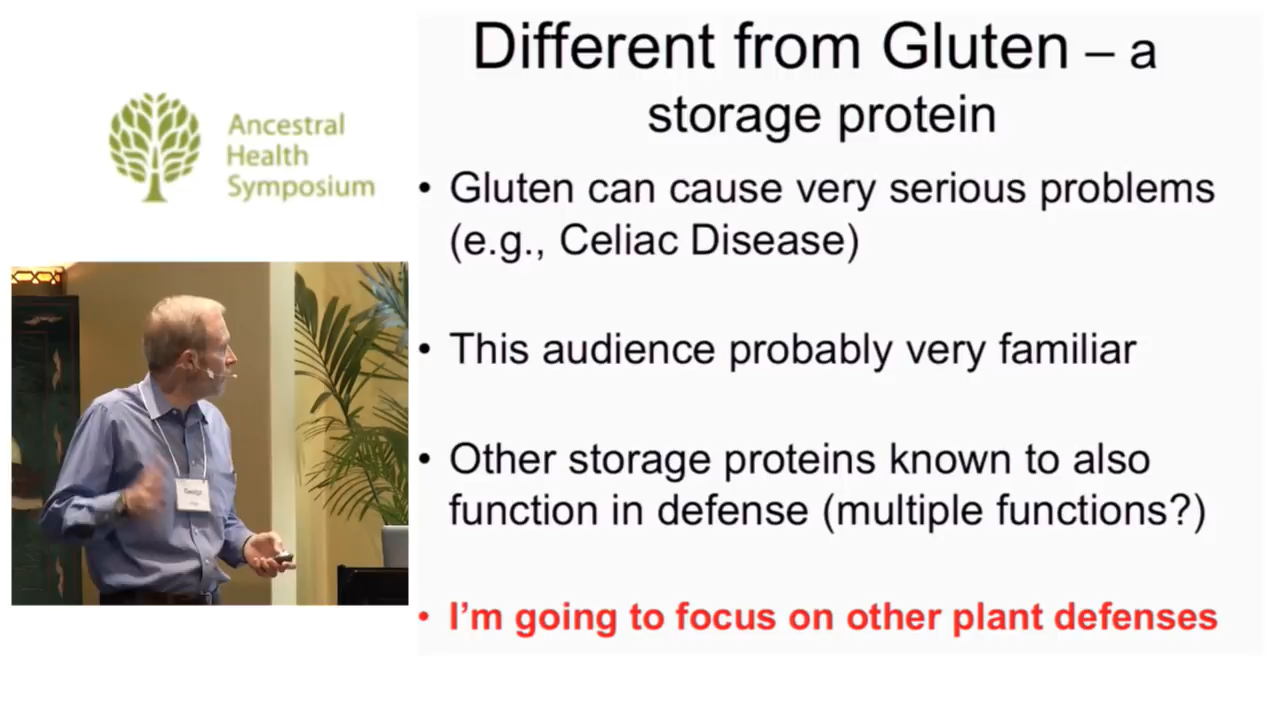 Ancestral
Health
Symposium
Different from Gluten – a
storage protein
• Gluten can cause very serious problems
(e.g., Celiac Disease)
• This audience probably very familiar
• Other storage proteins known to also
function in defense (multiple functions?)
• I'm going to focus on other plant defenses